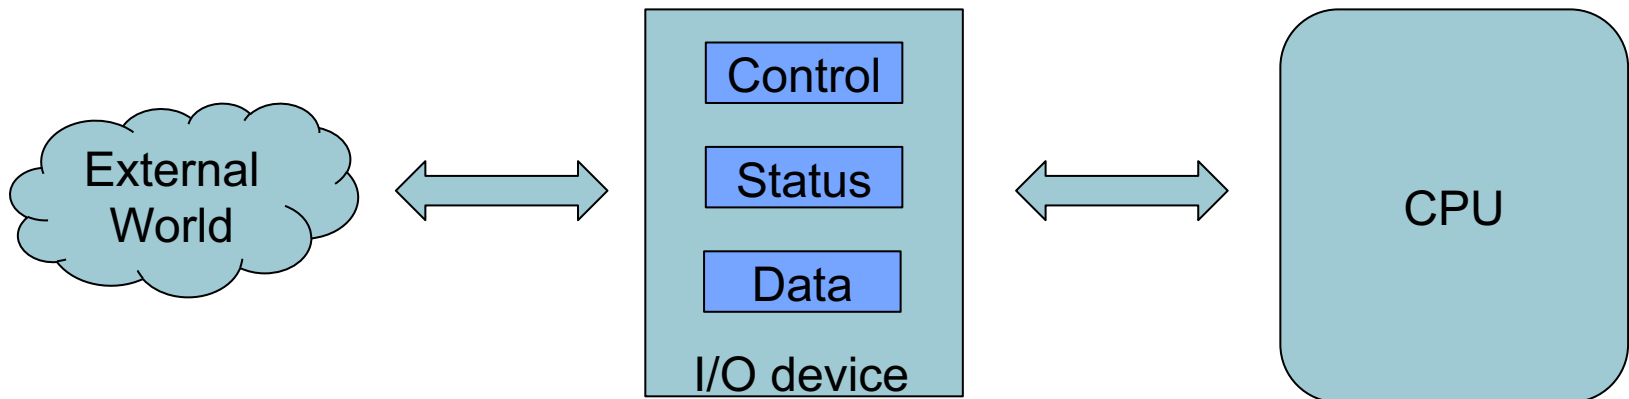 External
World
Control
Status
Data
I/O device
CPU